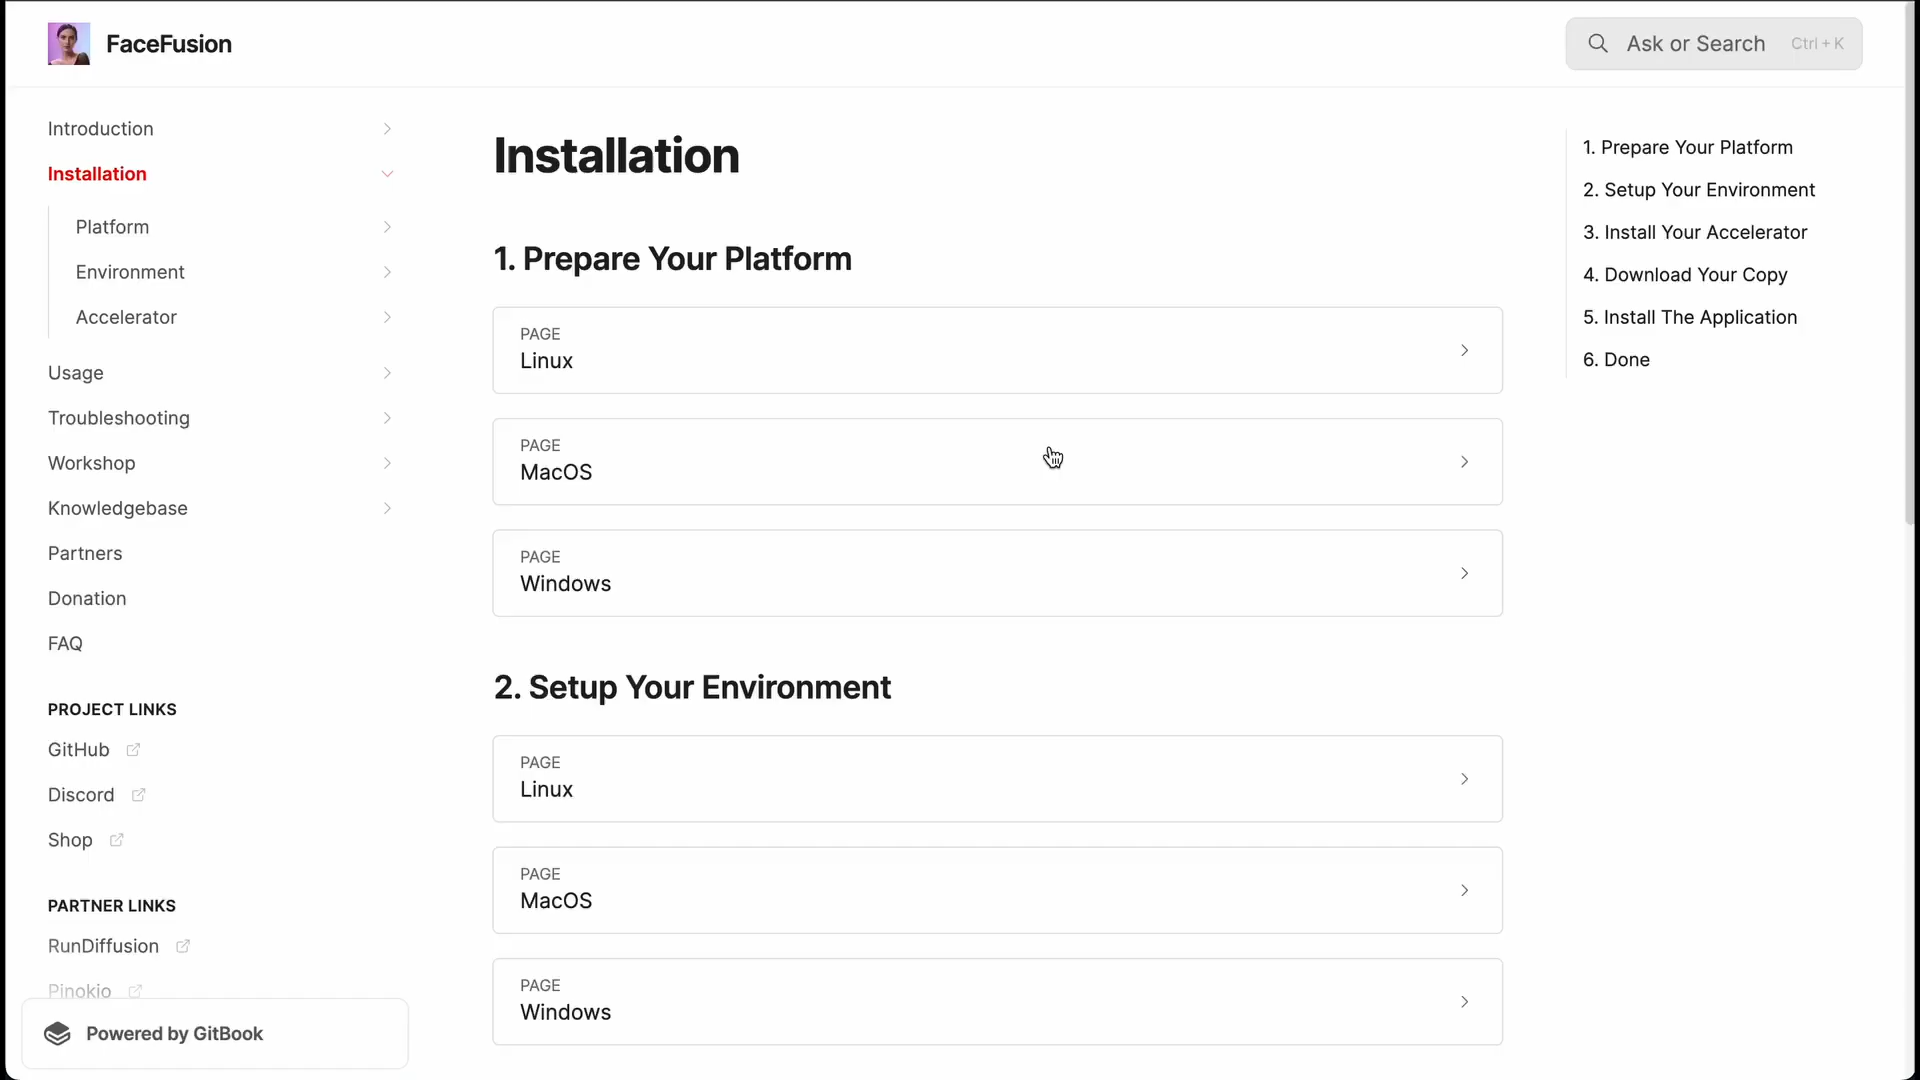 FaceFusion
Ask or Search
Ctrl + K
Introduction
Installation
Platform
Environment
Accelerator
Usage
Troubleshooting
Workshop
Knowledgebase
Partners
Donation
FAQ
PROJECT LINKS
GitHub
Discord
Shop
PARTNER LINKS
RunDiffusion
Pinokio
Powered by GitBook
Installation
1. Prepare Your Platform
PAGE
Linux
PAGE
MacOS
PAGE
Windows
2. Setup Your Environment
PAGE
Linux
PAGE
MacOS
PAGE
Windows
1. Prepare Your Platform
2. Setup Your Environment
3. Install Your Accelerator
4. Download Your Copy
5. Install The Application
6. Done